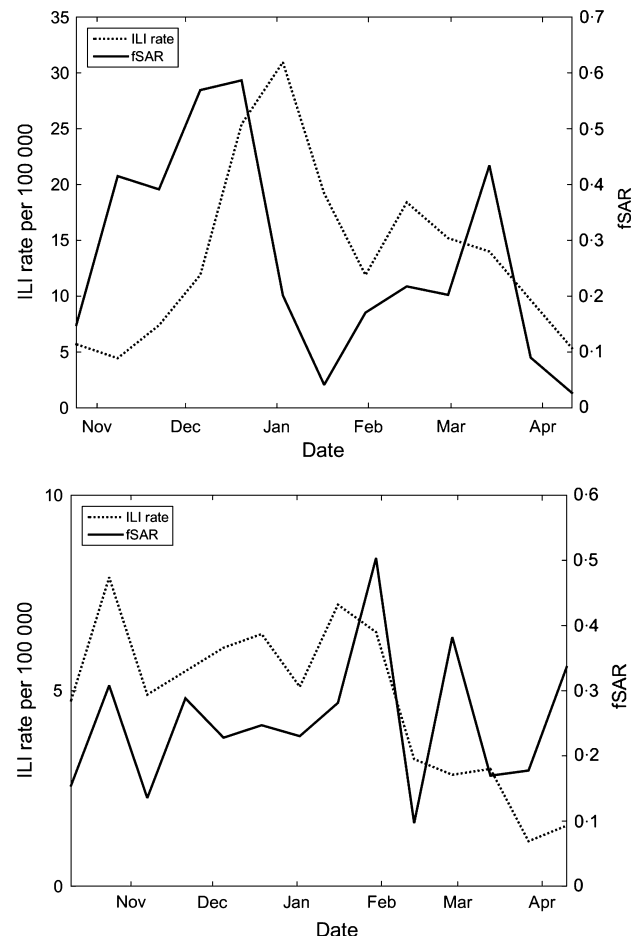 35
30
25
20
15
10
5
0
ILI rate per 100 000
ILI rate
fSAR
0·7
0·6
0·5
0·4
0·3
0·2
0·1
0
fSAR
Nov Dec Jan Feb Mar Apr
Date
10
5
0
ILI rate per 100 000
ILI rate
fSAR
0·6
0·5
0·4
0·3
0·2
0·1
0
fSAR
Nov Dec Jan Feb Mar Apr
Date